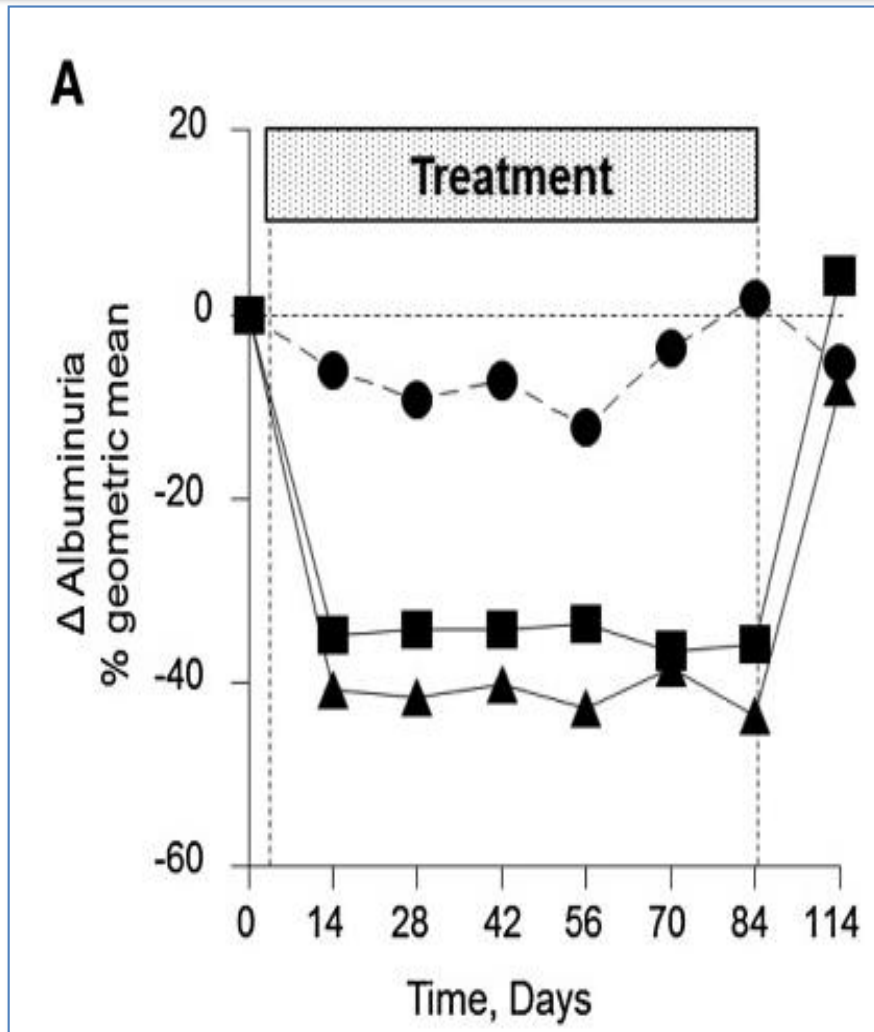 A
20
Treatment
0
-20
-40
-60
Δ Albuminuria
% geometric mean
0 14 28 42 56 70 84 114
Time, Days